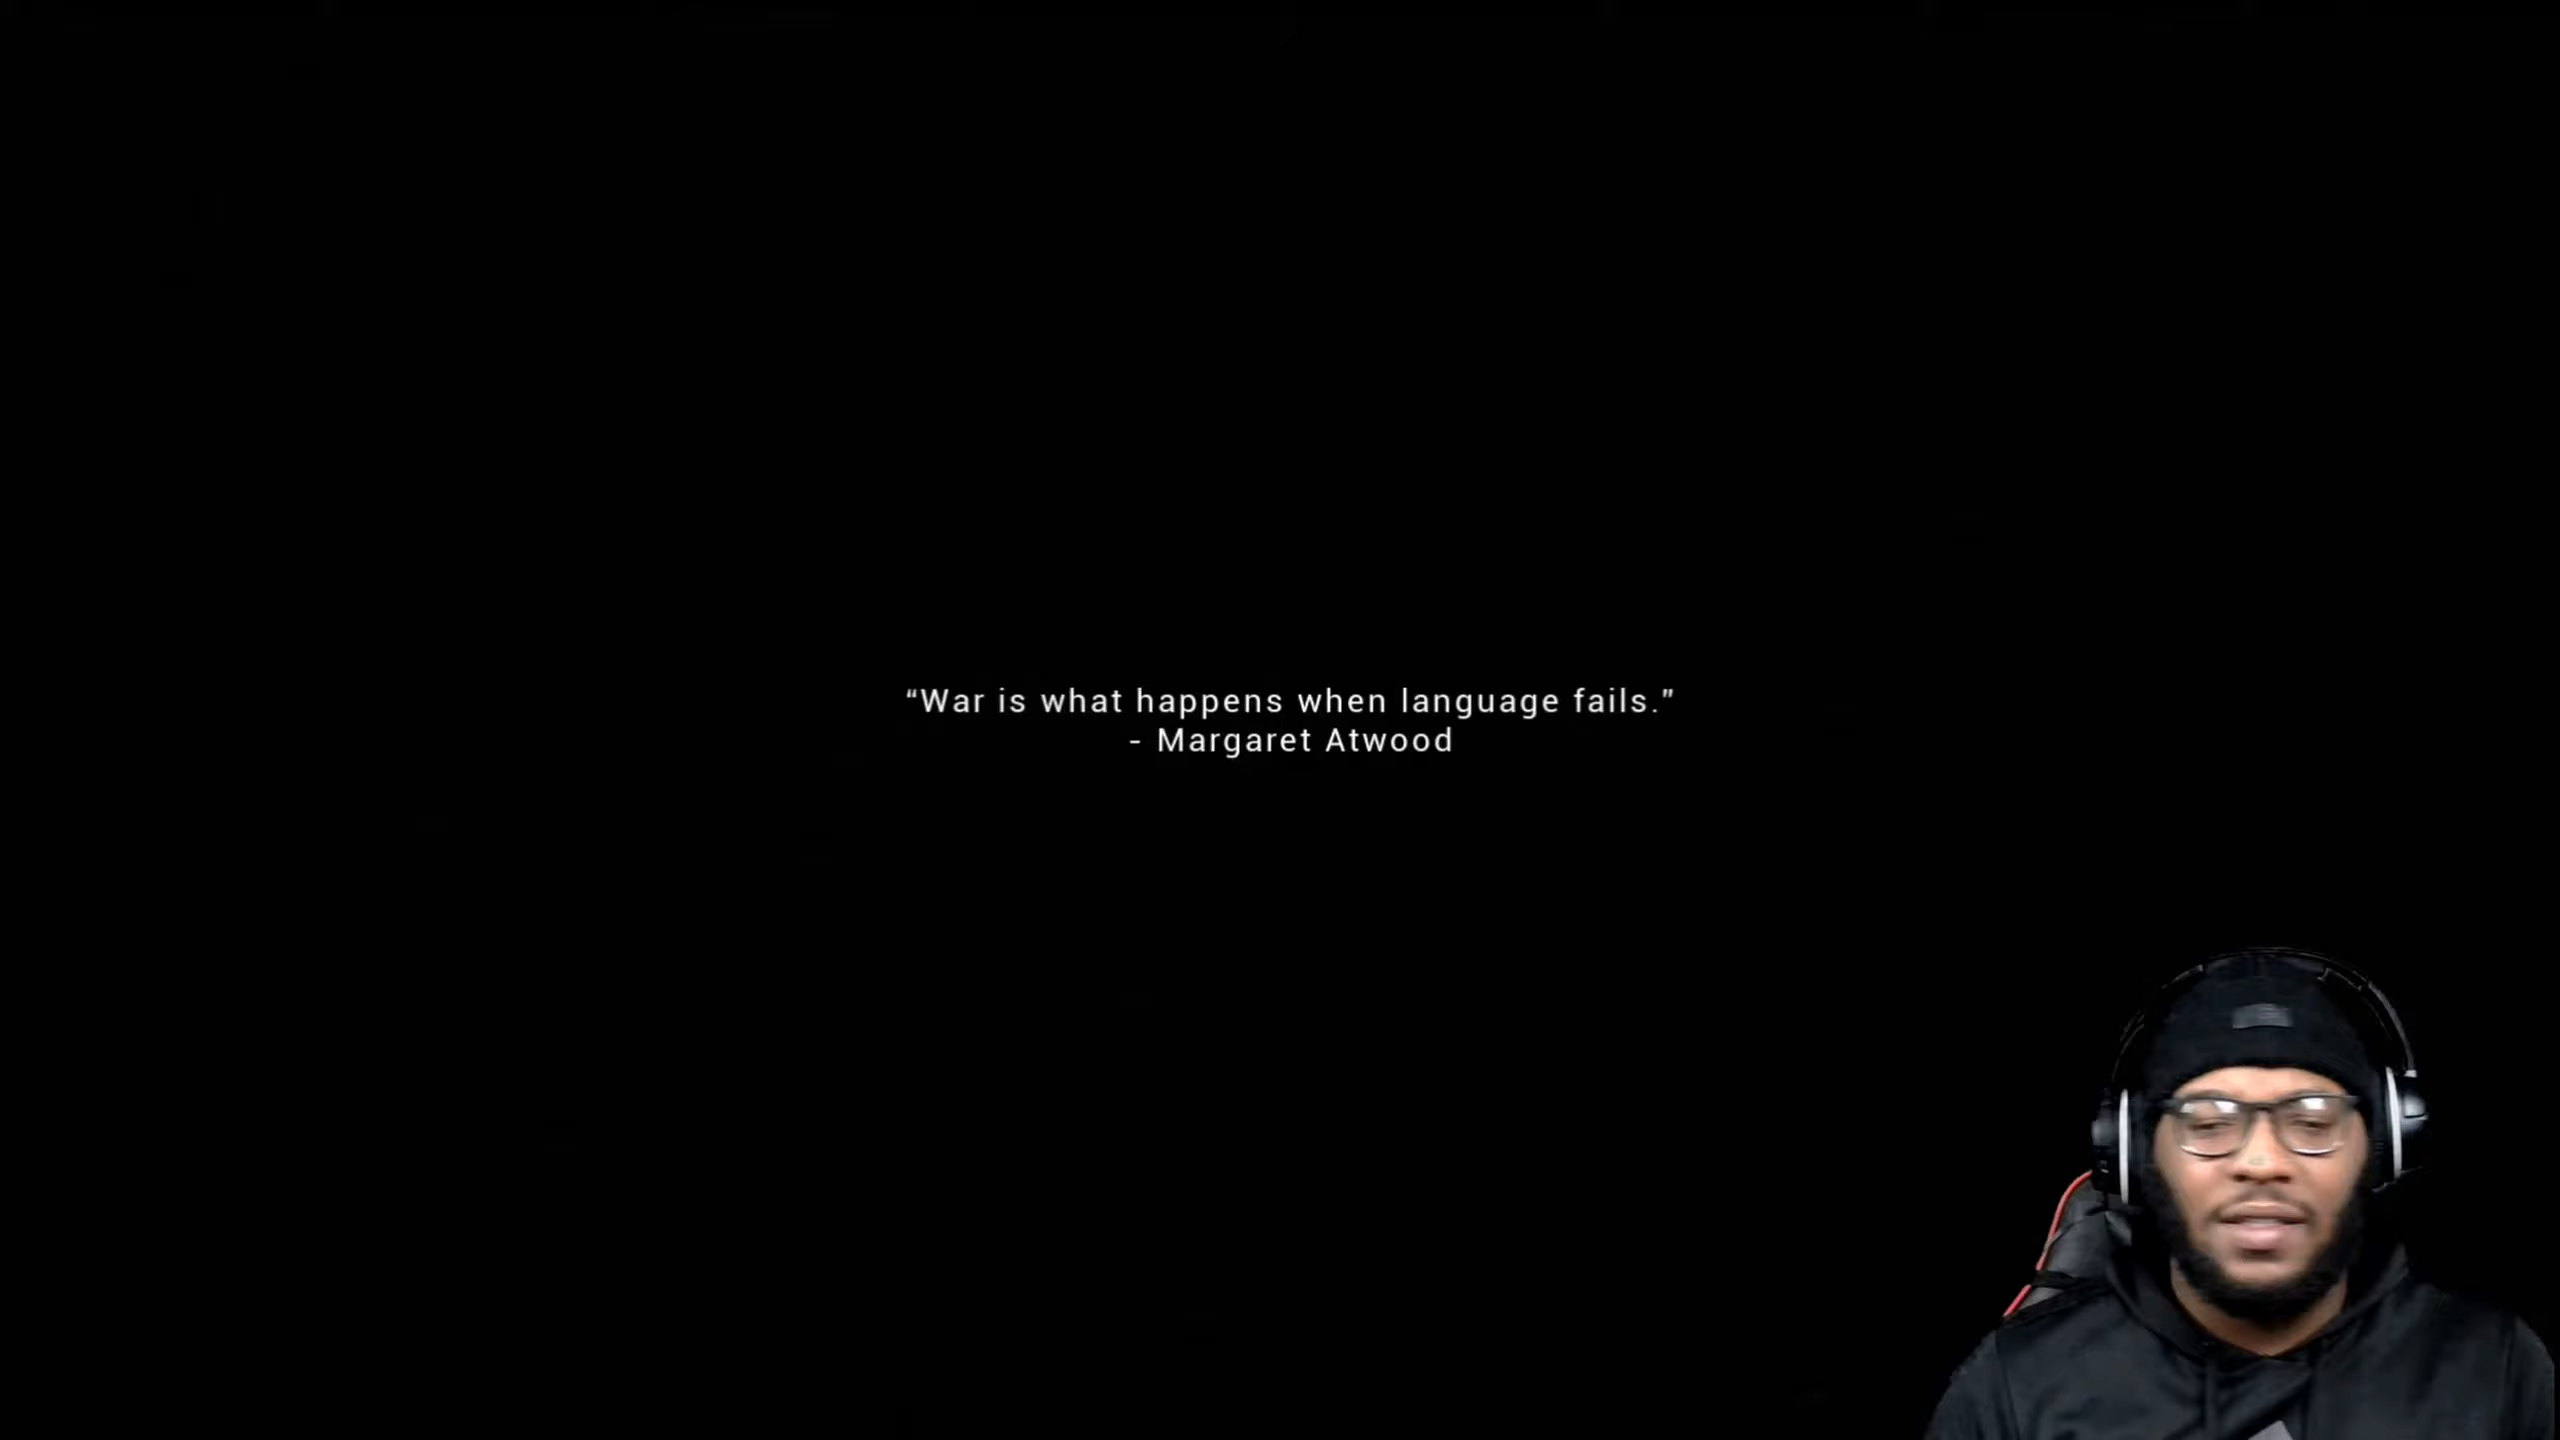 “War is what happens when language fails.”
- Margaret Atwood